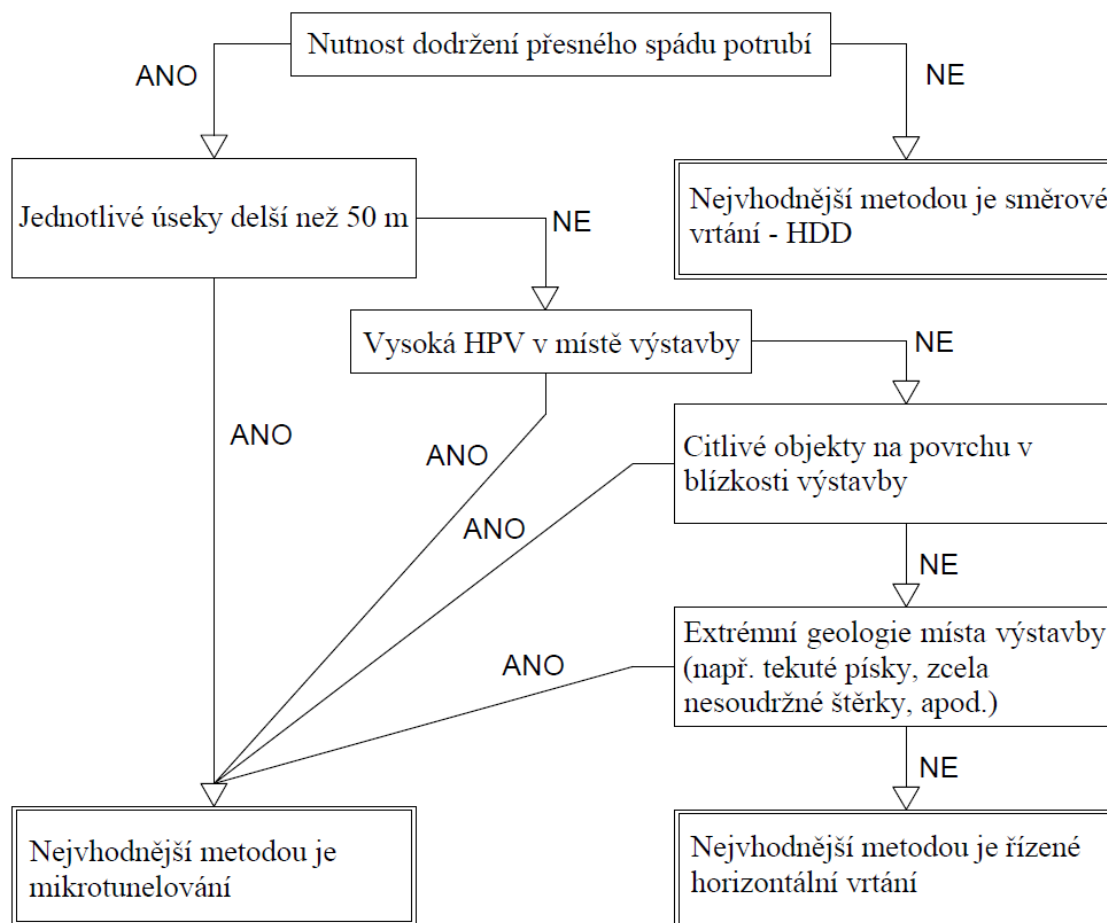 Nutnost dodržení přesného spádu potrubí
ANO
NE
Jednotlivé úseky delší než 50 m
NE
Nejvhodnější metodou je směrové
vrtání - HDD
Vysoká HPV v místě výstavby
NE
ANO
ANO
Citlivé objekty na povrchu v
blízkosti výstavby
ANO
NE
Extrémní geologie místa výstavby
(např. tekuté písky, zcela
nesoudržné štěrky, apod.)
ANO
NE
Nejvhodnější metodou je
mikrotunelování
Nejvhodnější metodou je řízené
horizontální vrtání